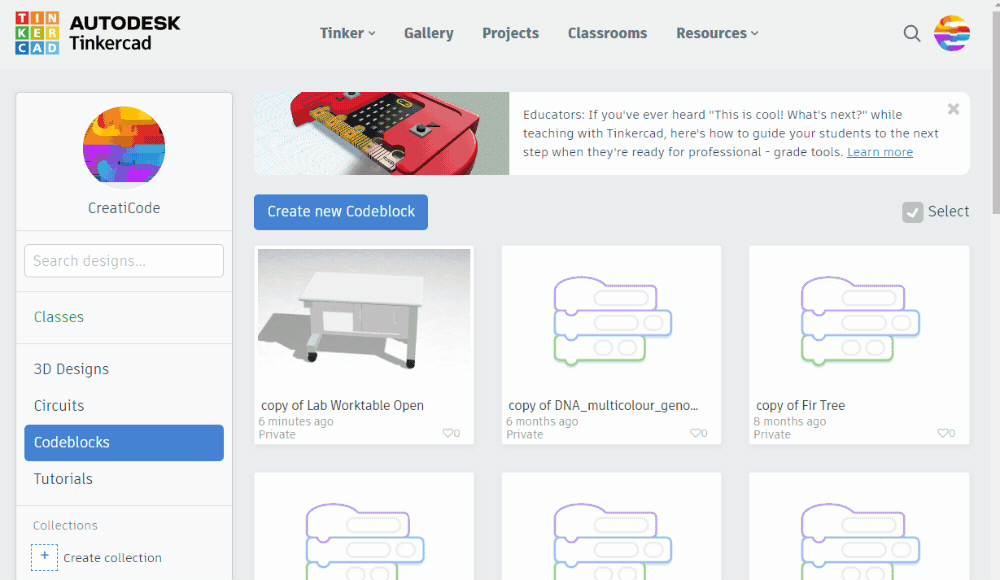 TIN
KER
CAD
AUTODESK
Tinkercad
Tinker
Gallery
Projects
Classrooms
Resources
CreatiCode
Search designs...
Classes
3D Designs
Circuits
Codeblocks
Tutorials
Collections
+ Create collection
Educators: If you've ever heard "This is cool! What's next?" while
teaching with Tinkercad, here's how to guide your students to the next
step when they're ready for professional - grade tools. Learn more
Create new Codeblock
Select
copy of Lab Worktable Open
6 minutes ago
Private
0
copy of DNA_multicolour_geno...
6 months ago
Private
0
copy of Fir Tree
8 months ago
Private
0